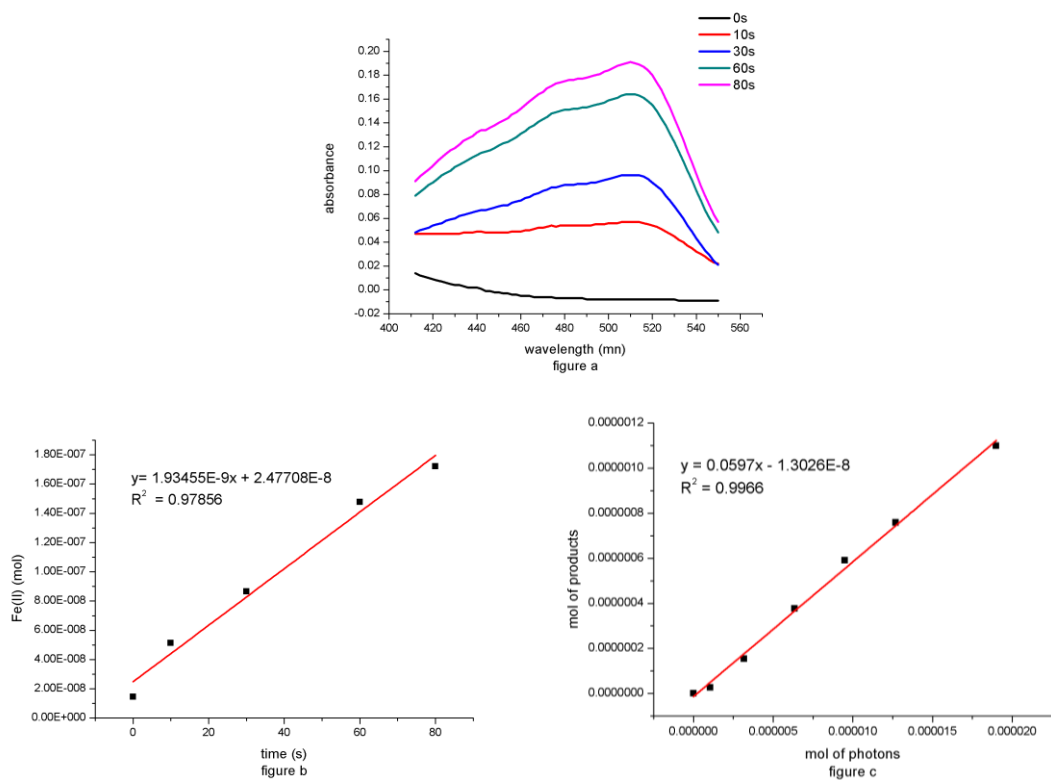 0s
10s
30s
60s
80s
0.20
0.18
0.16
0.14
0.12
0.10
0.08
0.06
0.04
0.02
0.00
-0.02
absorbance
400 420 440 460 480 500 520 540 560
wavelength (mn)
figure a
1.80E-007
1.60E-007
1.40E-007
1.20E-007
1.00E-007
8.00E-008
6.00E-008
4.00E-008
2.00E-008
0.00E+000
Fe(II) (mol)
y= 1.93455E-9x + 2.47708E-8
R² = 0.97856
0 20 40 60 80
time (s)
figure b
0.0000012
0.0000010
0.0000008
0.0000006
0.0000004
0.0000002
0.0000000
mol of products
y = 0.0597x - 1.3026E-8
R² = 0.9966
0.000000 0.000005 0.000010 0.000015 0.000020
mol of photons
figure c